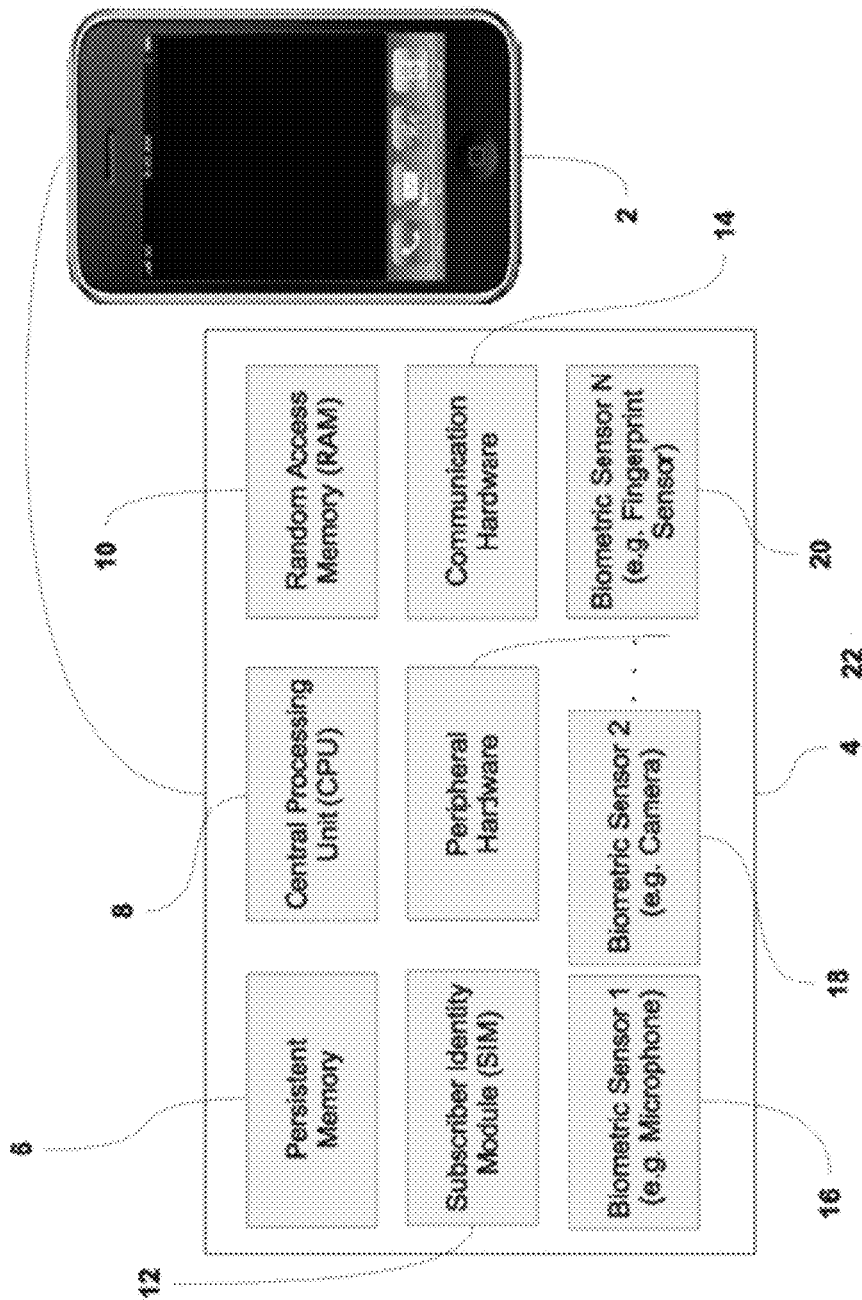 6
8
10
12
Persistent
Memory
Central Processing
Unit (CPU)
Random Access
Memory (RAM)
Subscriber Identity
Module (SIM)
Peripheral
Hardware
Communication
Hardware
Biometric Sensor 1
(e.g. Microphone)
Biometric Sensor 2
(e.g. Camera)
. . .
Biometric Sensor N
(e.g. Fingerprint
Sensor)
2
14
16
18
4
22
20